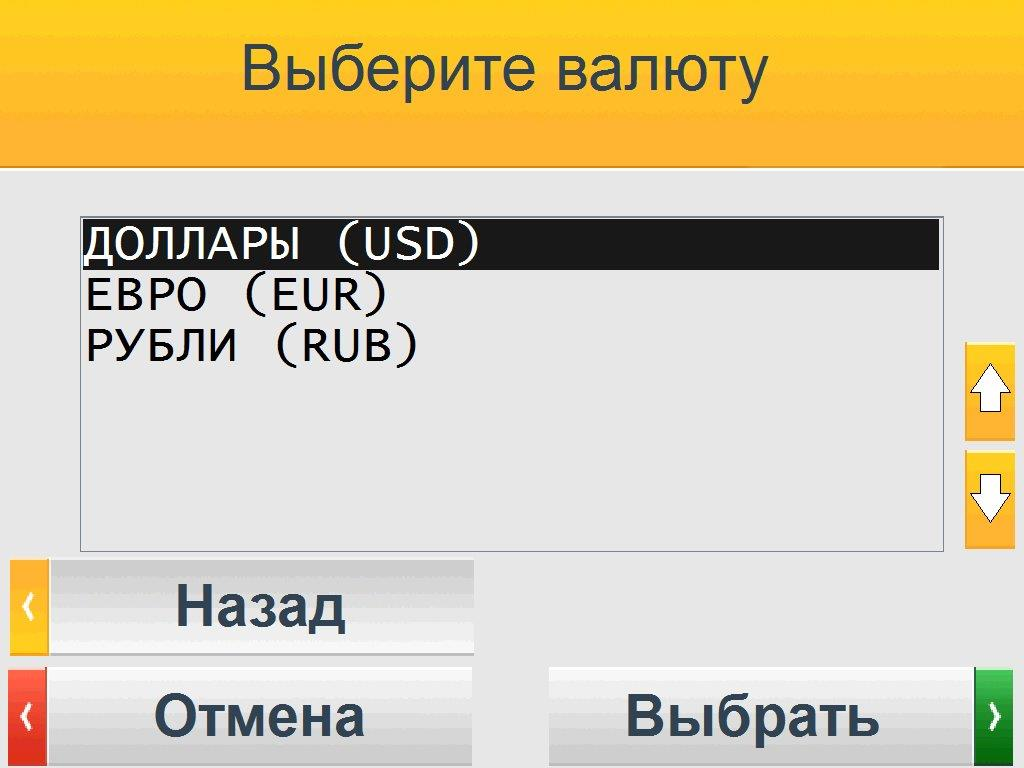 Выберите валюту
ДОЛЛАРЫ (USD)
ЕВРО (EUR)
РУБЛИ (RUB)
Назад
Отмена
Выбрать